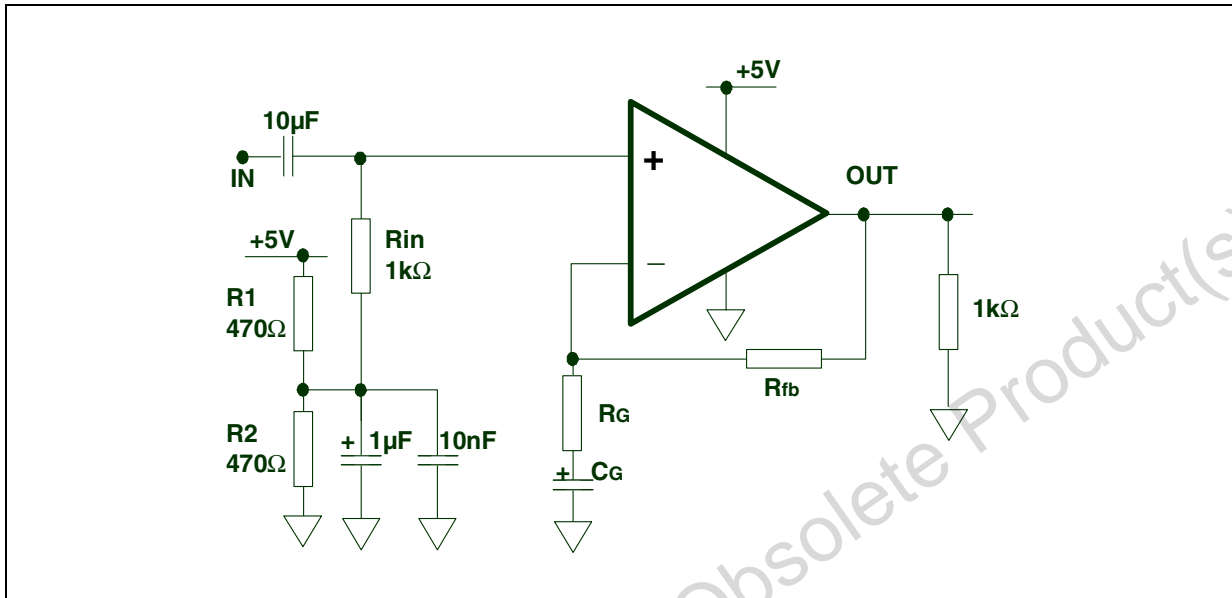 +5V
10µF
+
OUT
IN
+5V
Rin
1kΩ
−
R1
470Ω
1kΩ
Rfb
RG
R2
470Ω
+ 1µF
10nF
+ CG
Obsolete Product(s)